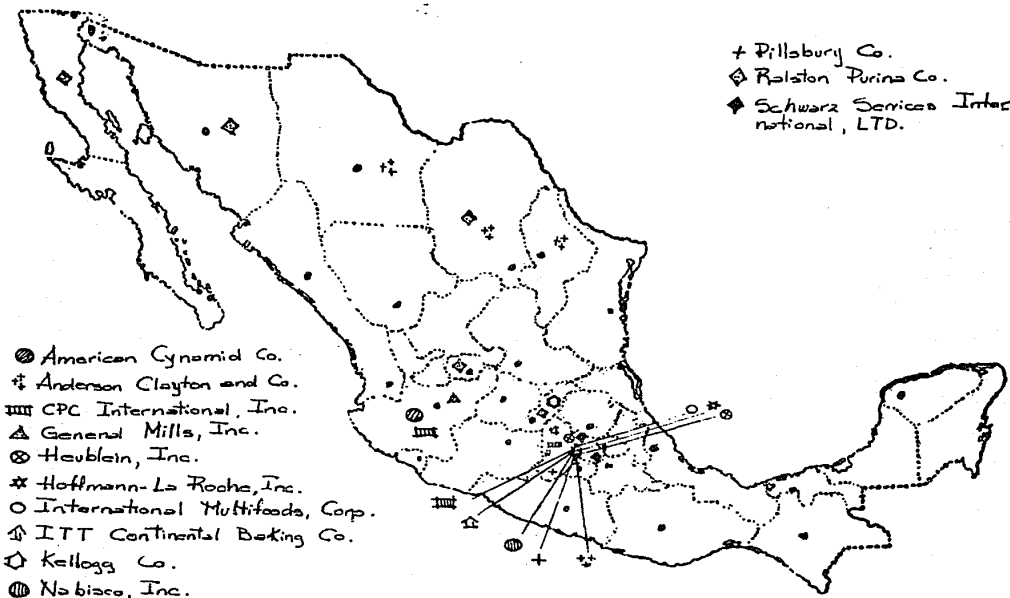 + Pillsbury Co.
Ralston Purina Co.
Schwarz Services Inter
national, LTD.
American Cynamid Co.
Anderson Clayton and Co.
CPC International, Inc.
General Mills, Inc.
Heublein, Inc.
Hoffmann-La Roche, Inc.
International Multifoods, Corp.
ITT Continental Baking Co.
Kellogg Co.
Nabisco, Inc.